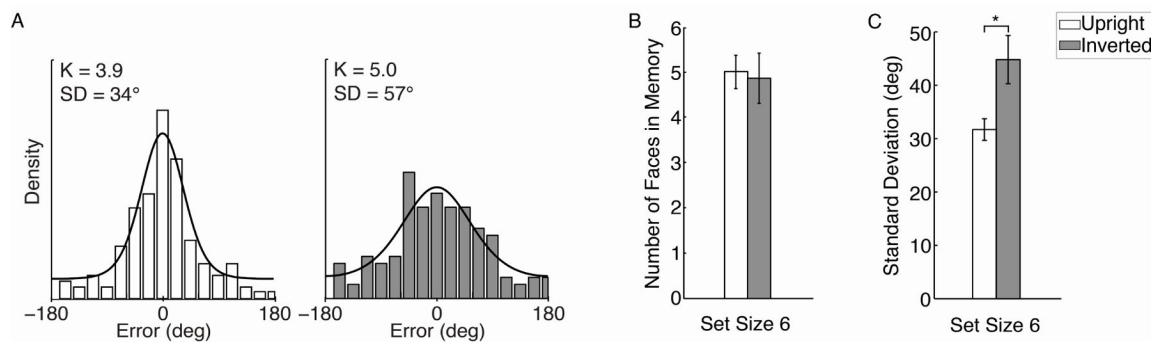 A
K = 3.9
SD = 34°
Density
−180
0
180
Error (deg)
K = 5.0
SD = 57°
−180
0
180
Error (deg)
B
Number of Faces in Memory
6
5
4
3
2
1
0
Set Size 6
C
Standard Deviation (deg)
50
40
30
20
10
0
*
Set Size 6
Upright
Inverted